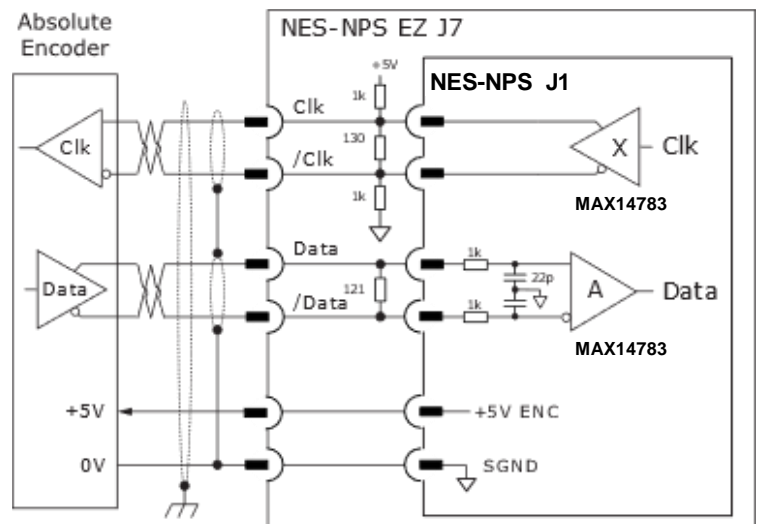 Absolute
Encoder
NES-NPS EZ J7
+5V
NES-NPS J1
1k
Clk
Clk
130
X
Clk
/Clk
1k
MAX14783
Data
1k
Data
121
22p
A
Data
/Data
1k
MAX14783
+5V
+5V ENC
0V
SGND